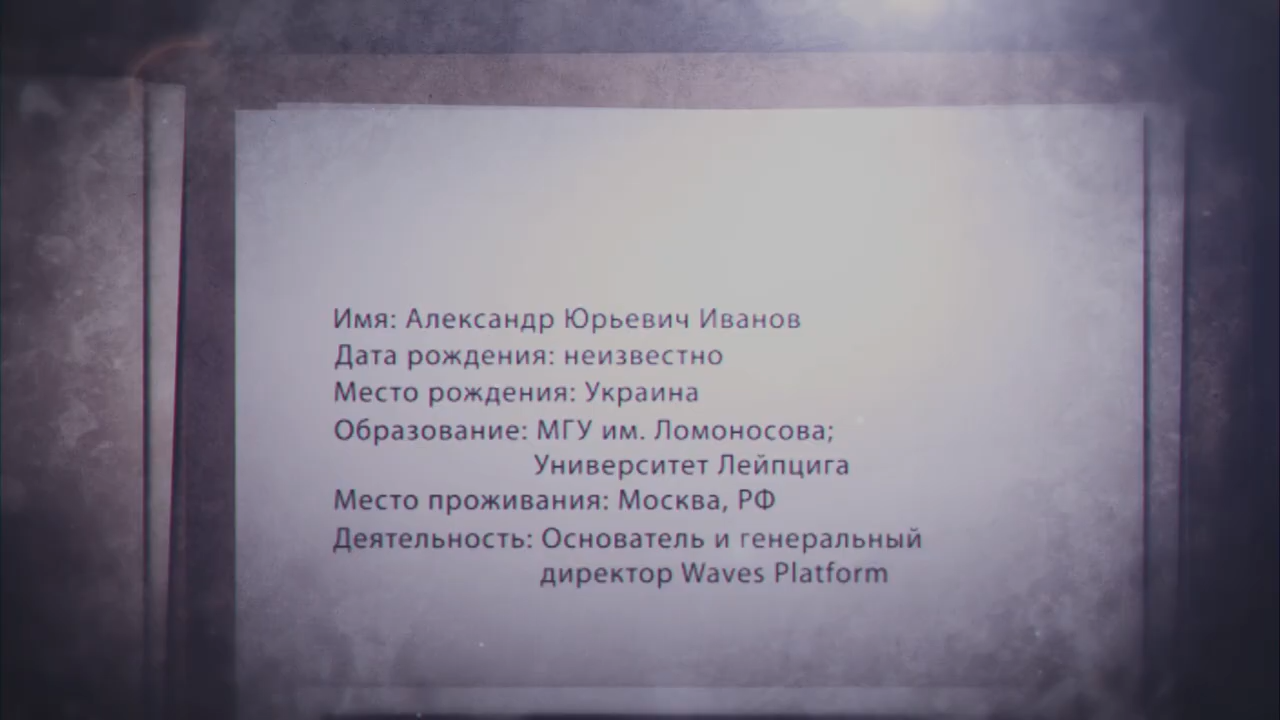 Имя: Александр Юрьевич Иванов
Дата рождения: неизвестно
Место рождения: Украина
Образование: МГУ им. Ломоносова;
Университет Лейпцига
Место проживания: Москва, РФ
Деятельность: Основатель и генеральный
директор Waves Platform